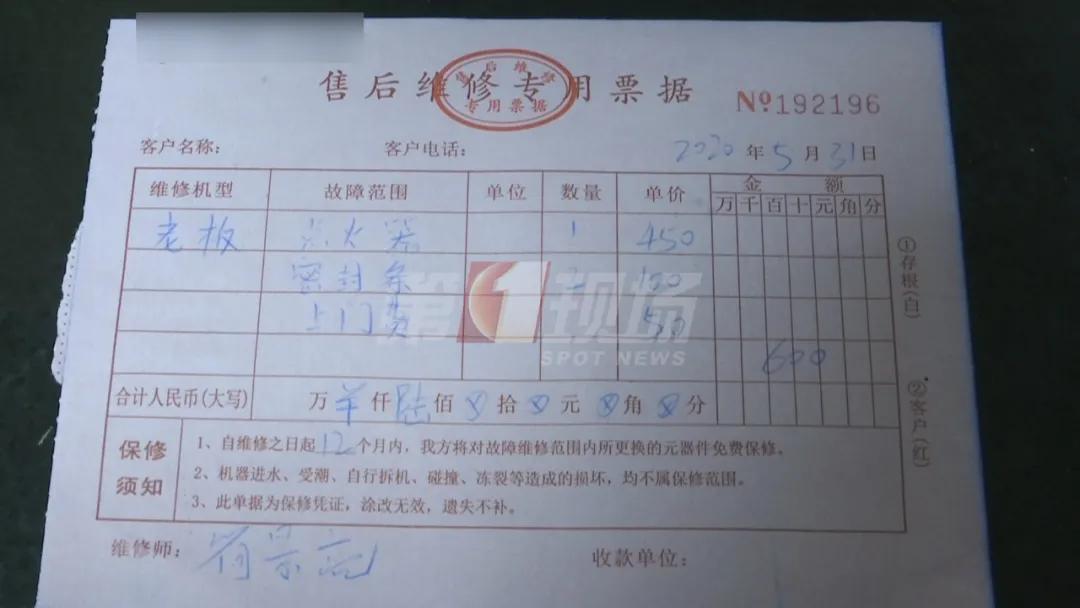 售后维修专用票据
售后维修
专用票据
Nº192196
客户名称: 客户电话: 2020年5月31日
维修机型 故障范围 单位 数量 单价 金额
万 千 百 十 元 角 分
老板 点火器 1 450
密封条 100
上门费 50
600
合计人民币(大写) 万 仟陆佰 拾 元 角 分
①存根(白)
②客户(红)
保修须知
1、自维修之日起12个月内，我方将对故障维修范围内所更换的元器件免费保修。
2、机器进水、受潮、自行拆机、碰撞、冻裂等造成的损坏，均不属保修范围。
3、此单据为保修凭证，涂改无效，遗失不补。
维修师: 收款单位:
第1现场
SPOT NEWS